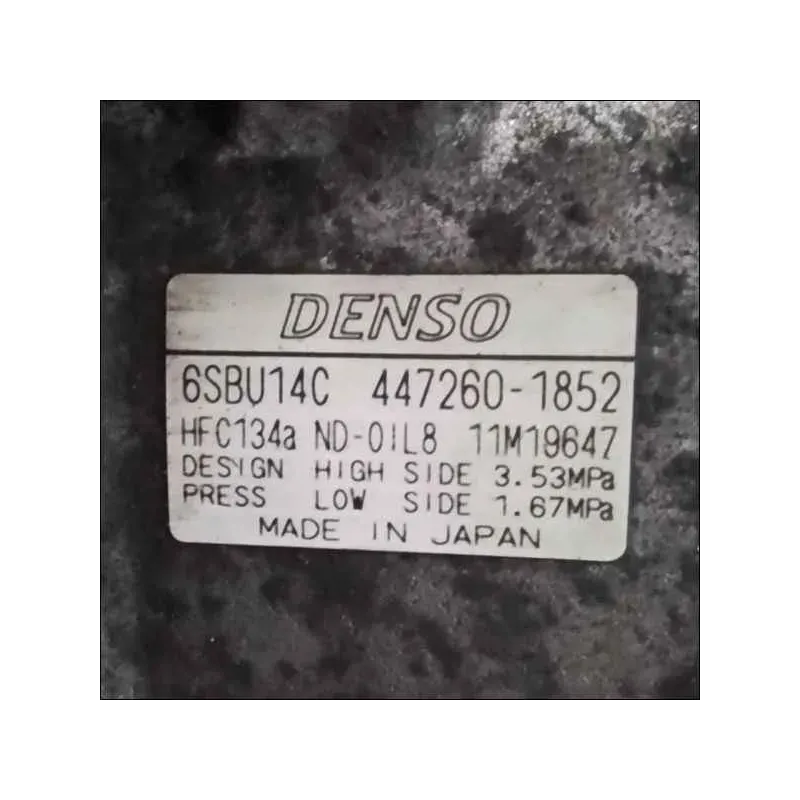 DENSO
6SBU14C 447260-1852
HFC134a ND-OIL8 11M19647
DESIGN HIGH SIDE 3.53MPa
PRESS LOW SIDE 1.67MPa
MADE IN JAPAN